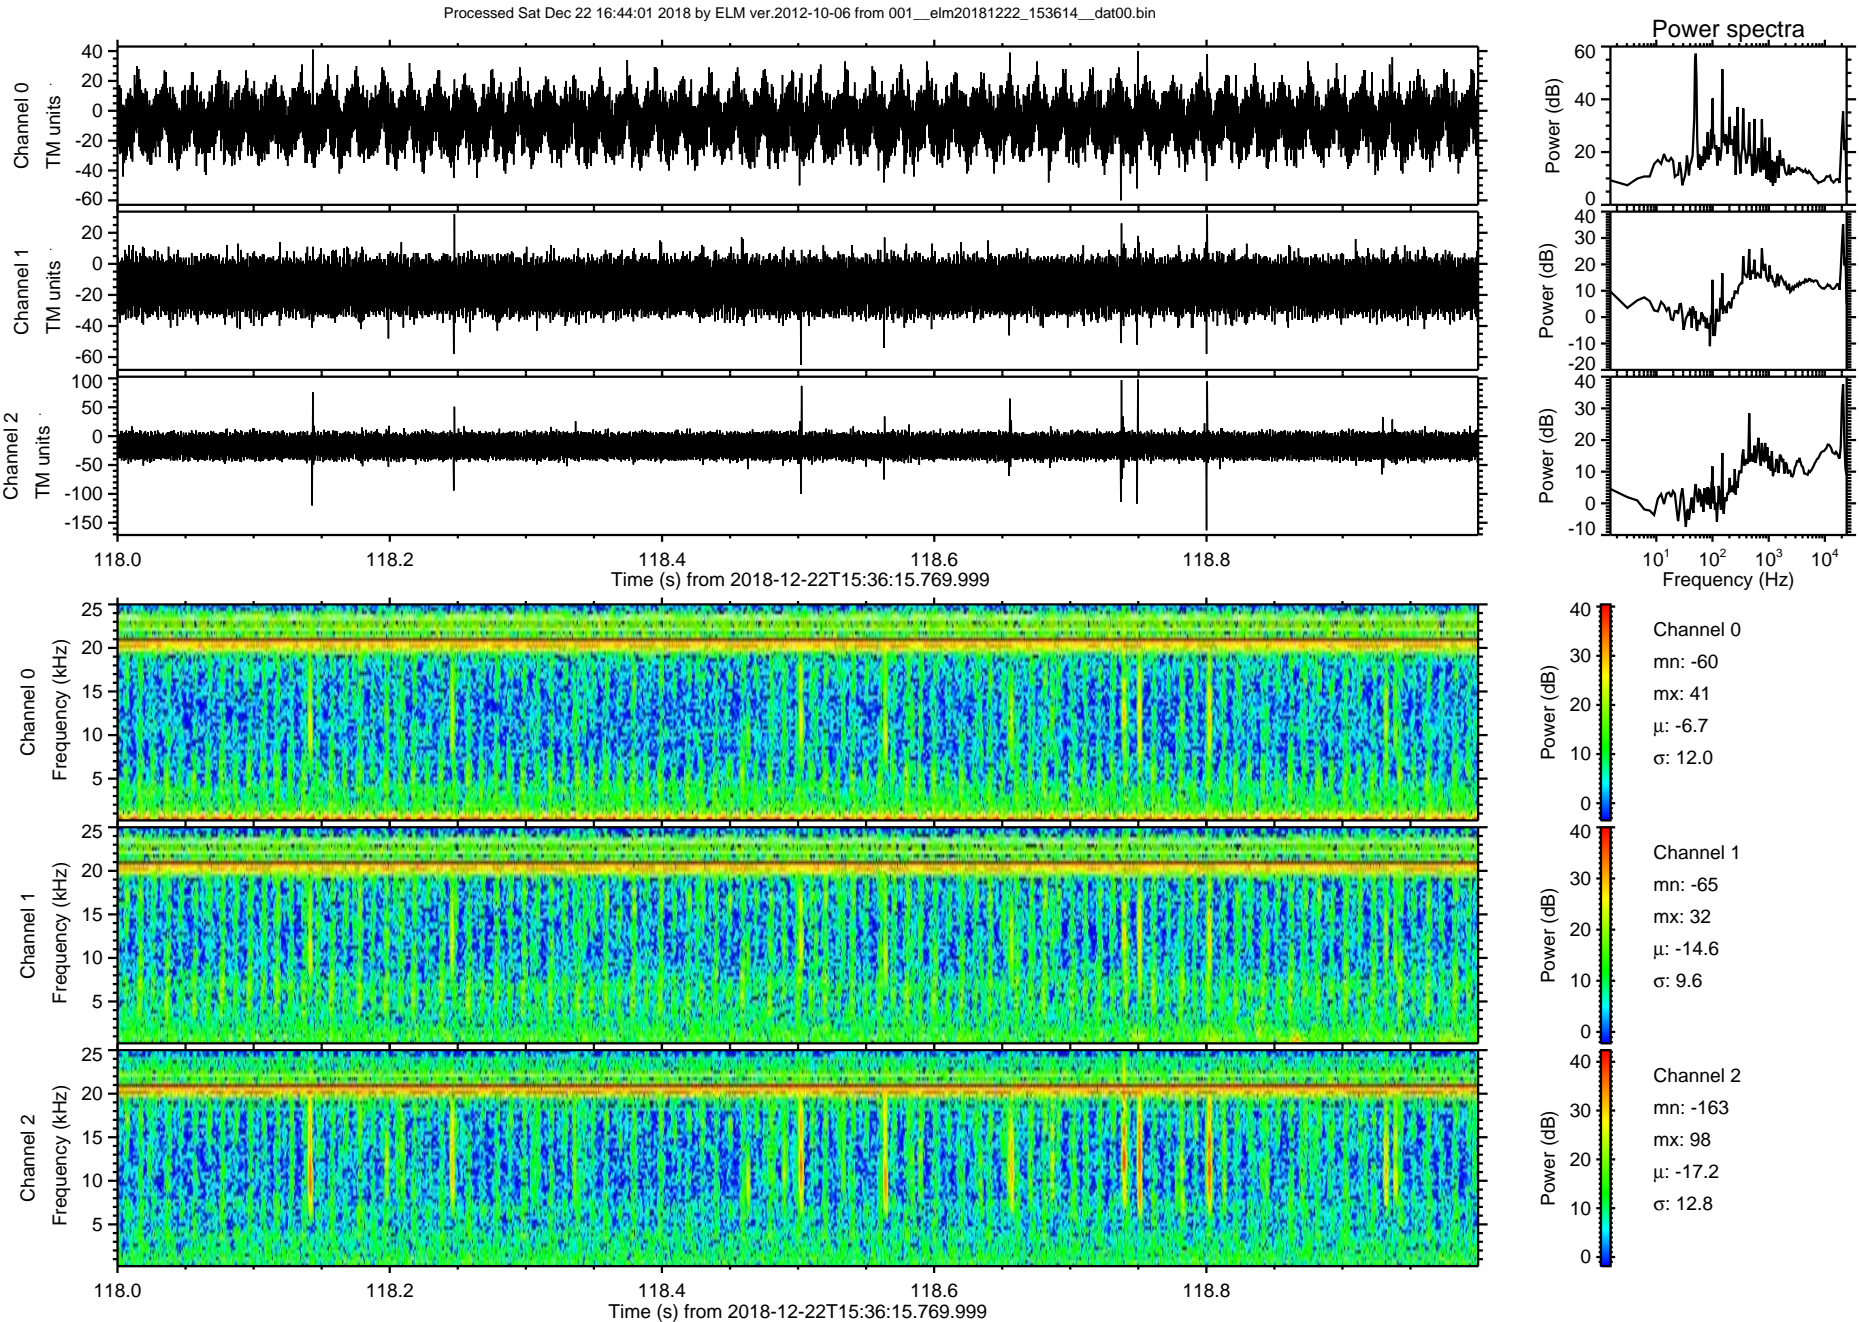 Processed Sat Dec 22 16:44:01 2018 by ELM ver.2012-10-06 from 001__elm20181222_153614__dat00.bin
Power spectra
Channel 0
TM units
40
20
0
-20
-40
-60
Power (dB)
60
40
20
0
Channel 1
TM units
20
0
-20
-40
-60
Power (dB)
40
30
20
10
0
-10
-20
Channel 2
TM units
100
50
0
-50
-100
-150
Power (dB)
40
30
20
10
0
-10
118.0 118.2 118.4 118.6 118.8
Time (s) from 2018-12-22T15:36:15.769.999
10^1 10^2 10^3 10^4
Frequency (Hz)
Channel 0
Frequency (kHz)
25
20
15
10
5
Power (dB)
40
30
20
10
0
Channel 0
mn: -60
mx: 41
μ: -6.7
σ: 12.0
Channel 1
Frequency (kHz)
25
20
15
10
5
Power (dB)
40
30
20
10
0
Channel 1
mn: -65
mx: 32
μ: -14.6
σ: 9.6
Channel 2
Frequency (kHz)
25
20
15
10
5
Power (dB)
40
30
20
10
0
Channel 2
mn: -163
mx: 98
μ: -17.2
σ: 12.8
118.0 118.2 118.4 118.6 118.8
Time (s) from 2018-12-22T15:36:15.769.999